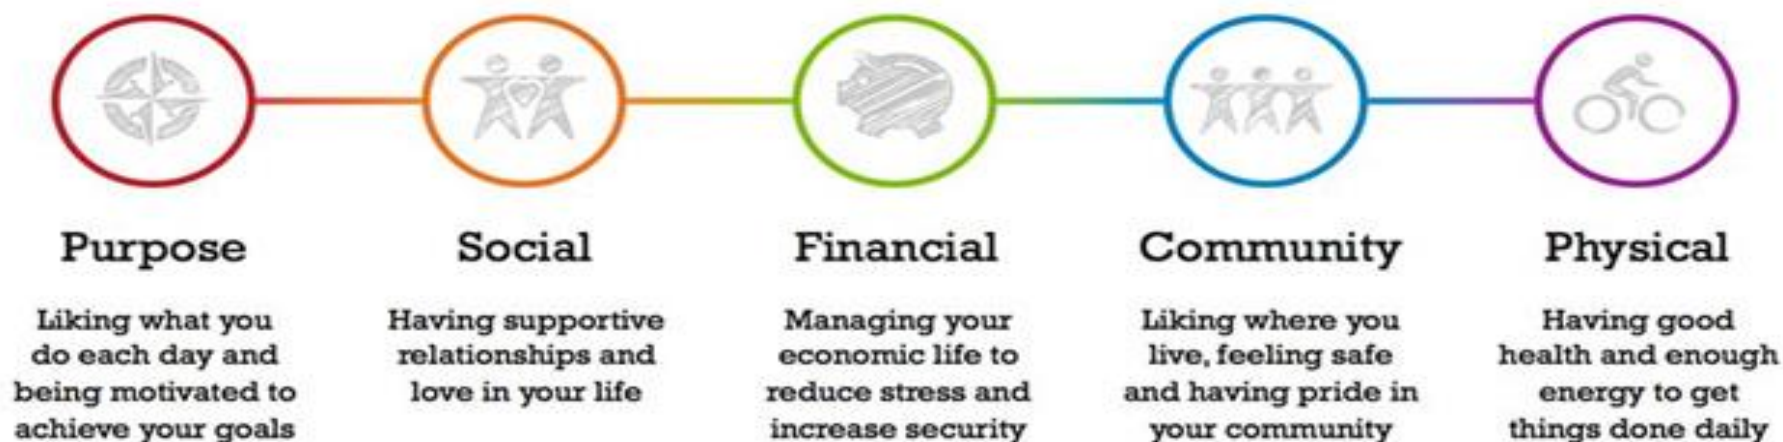 Purpose
Liking what you
do each day and
being motivated to
achieve your goals
Social
Having supportive
relationships and
love in your life
Financial
Managing your
economic life to
reduce stress and
increase security
Community
Liking where you
live, feeling safe
and having pride in
your community
Physical
Having good
health and enough
energy to get
things done daily